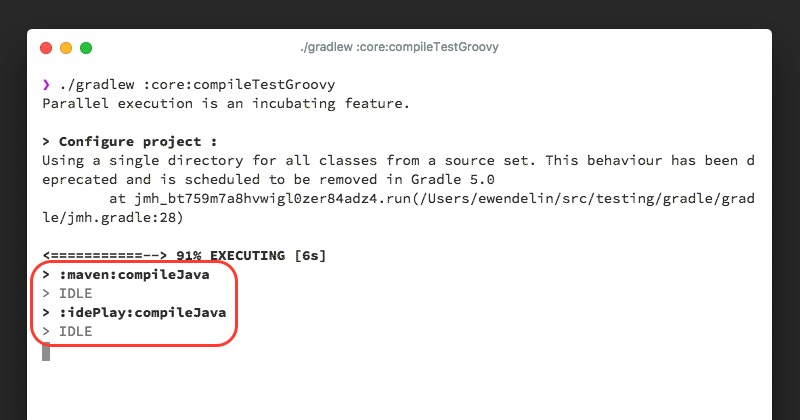 ./gradlew :core:compileTestGroovy
❯ ./gradlew :core:compileTestGroovy
Parallel execution is an incubating feature.
> Configure project :
Using a single directory for all classes from a source set. This behaviour has been d
eprecated and is scheduled to be removed in Gradle 5.0
        at jmh_bt759m7a8hvwigl0zer84adz4.run(/Users/ewendelin/src/testing/gradle/grad
le/jmh.gradle:28)
<===========--> 91% EXECUTING [6s]
> :maven:compileJava
> IDLE
> :idePlay:compileJava
> IDLE